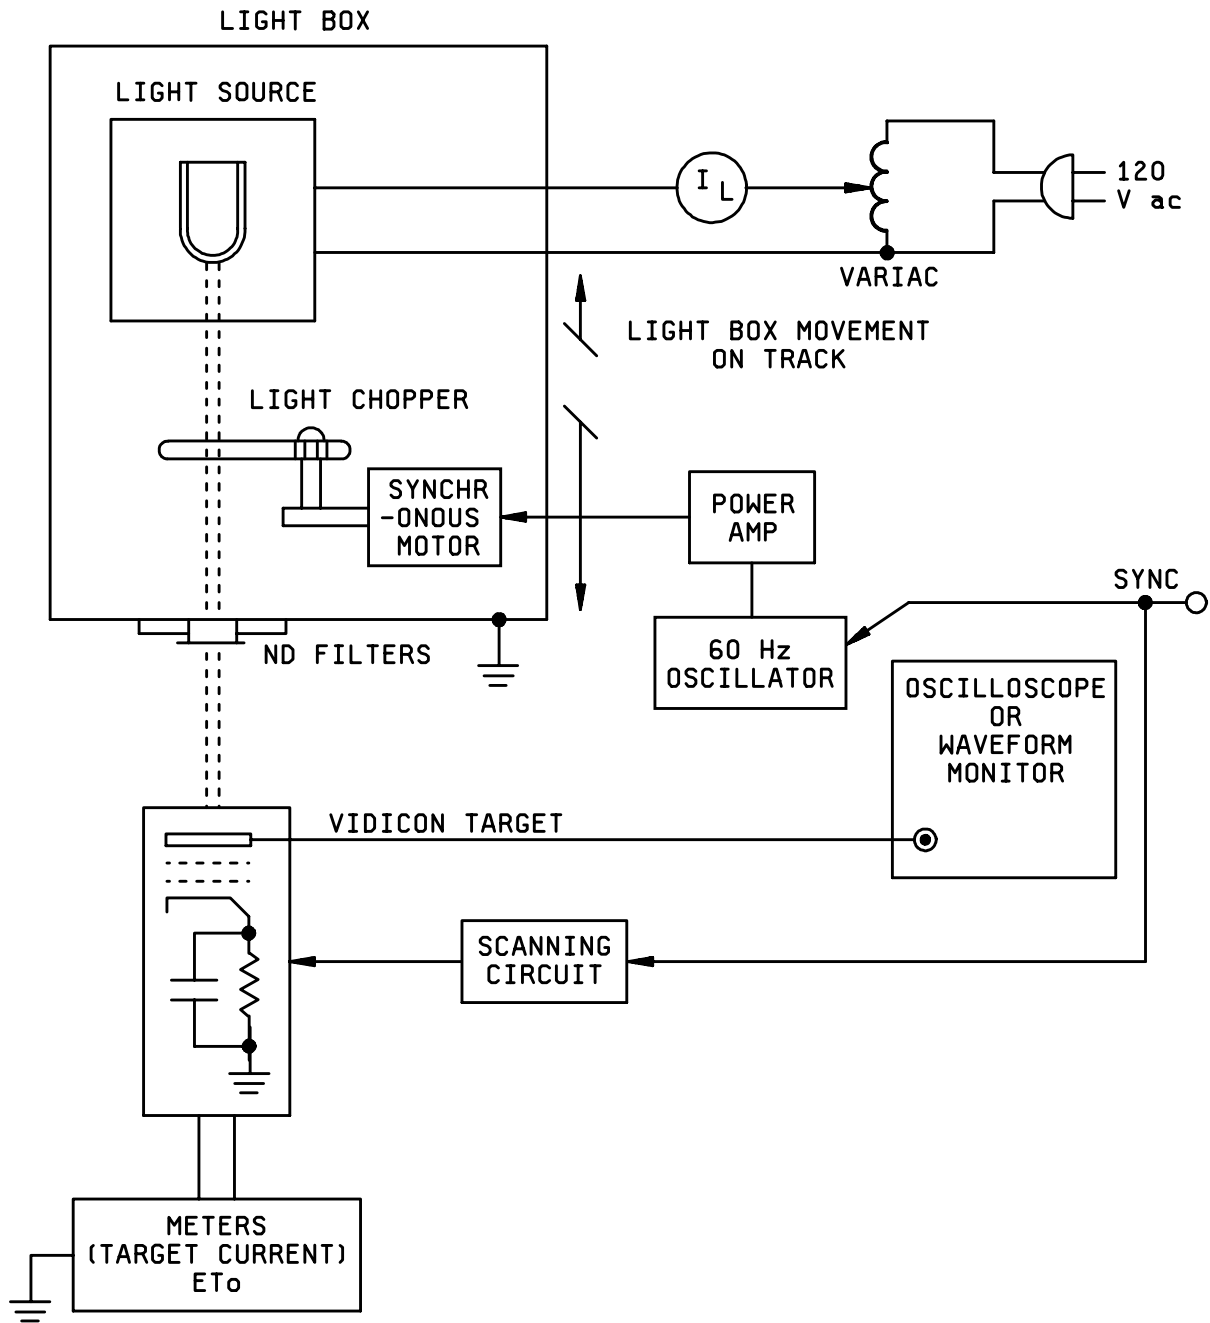 LIGHT BOX
LIGHT SOURCE
I L
120
V ac
VARIAC
LIGHT BOX MOVEMENT
ON TRACK
LIGHT CHOPPER
SYNCHR
-ONOUS
MOTOR
POWER
AMP
SYNC
60 Hz
OSCILLATOR
ND FILTERS
OSCILLOSCOPE
OR
WAVEFORM
MONITOR
VIDICON TARGET
SCANNING
CIRCUIT
METERS
(TARGET CURRENT)
ETo